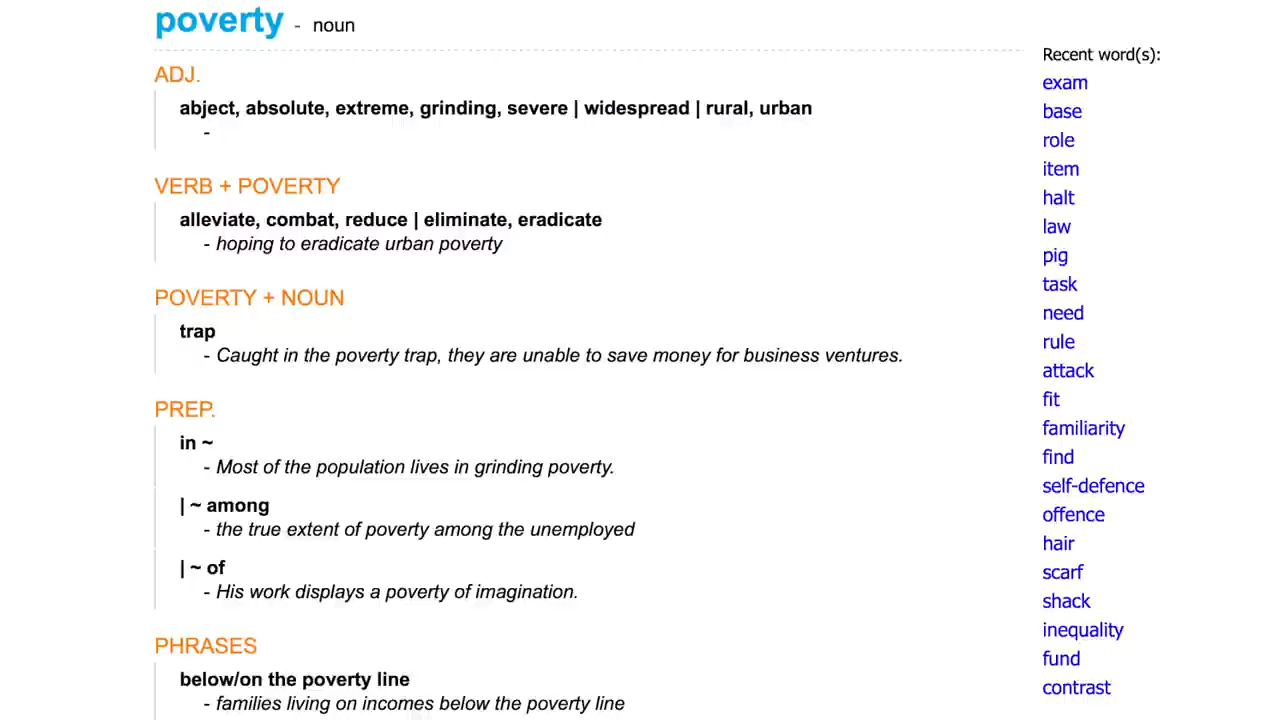 poverty - noun
ADJ.
abject, absolute, extreme, grinding, severe | widespread | rural, urban
-
VERB + POVERTY
alleviate, combat, reduce | eliminate, eradicate
- hoping to eradicate urban poverty
POVERTY + NOUN
trap
- Caught in the poverty trap, they are unable to save money for business ventures.
PREP.
in ~
- Most of the population lives in grinding poverty.
| ~ among
- the true extent of poverty among the unemployed
| ~ of
- His work displays a poverty of imagination.
PHRASES
below/on the poverty line
- families living on incomes below the poverty line
Recent word(s):
exam
base
role
item
halt
law
pig
task
need
rule
attack
fit
familiarity
find
self-defence
offence
hair
scarf
shack
inequality
fund
contrast